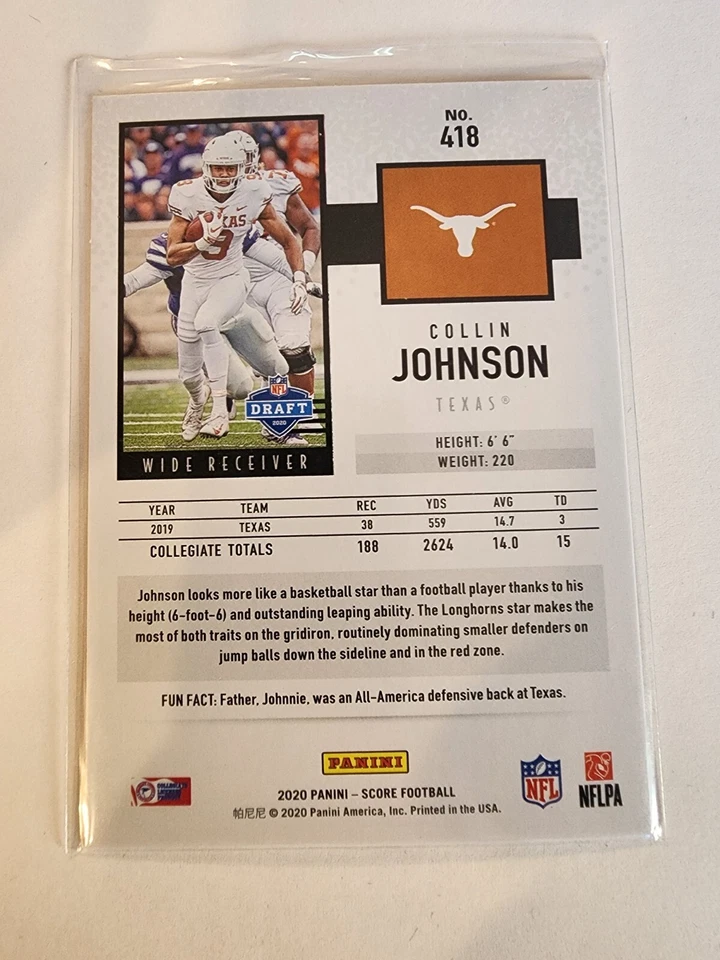 NO.
418
TEXAS
9
NFL
DRAFT
2020
WIDE RECEIVER
COLLIN
JOHNSON
TEXAS®
HEIGHT: 6' 6"
WEIGHT: 220
YEAR TEAM REC YDS AVG TD
2019 TEXAS 38 559 14.7 3
COLLEGIATE TOTALS 188 2624 14.0 15
Johnson looks more like a basketball star than a football player thanks to his
height (6-foot-6) and outstanding leaping ability. The Longhorns star makes the
most of both traits on the gridiron, routinely dominating smaller defenders on
jump balls down the sideline and in the red zone.
FUN FACT: Father, Johnnie, was an All-America defensive back at Texas.
PANINI
COLLEGIATE
LICENSED
PRODUCT
2020 PANINI – SCORE FOOTBALL
帕尼尼 © 2020 Panini America, Inc. Printed in the USA.
NFL
NFLPA